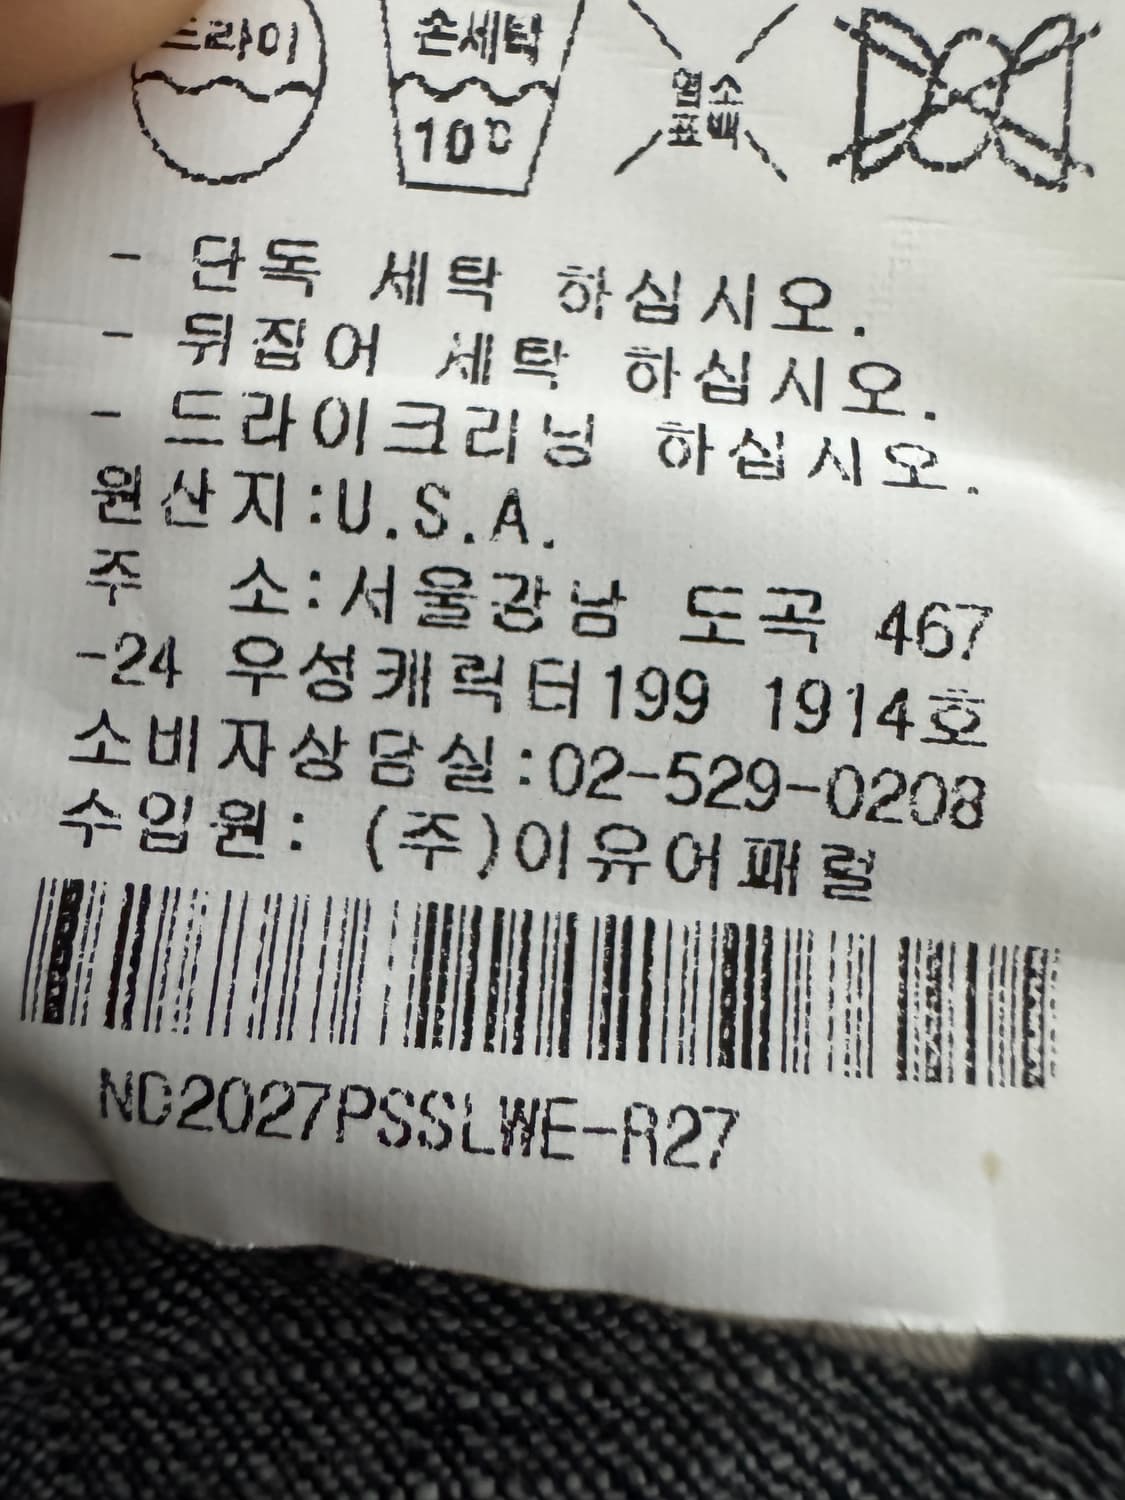 드라이 손세탁 염소
10℃ 표백
- 단독 세탁 하십시오.
- 뒤집어 세탁 하십시오.
- 드라이크리닝 하십시오.
원산지:U.S.A.
주 소:서울강남 도곡 467
-24 우성캐릭터199 1914호
소비자상담실:02-529-0208
수입원: (주)이유어패럴
ND2027PSSLWE-R27